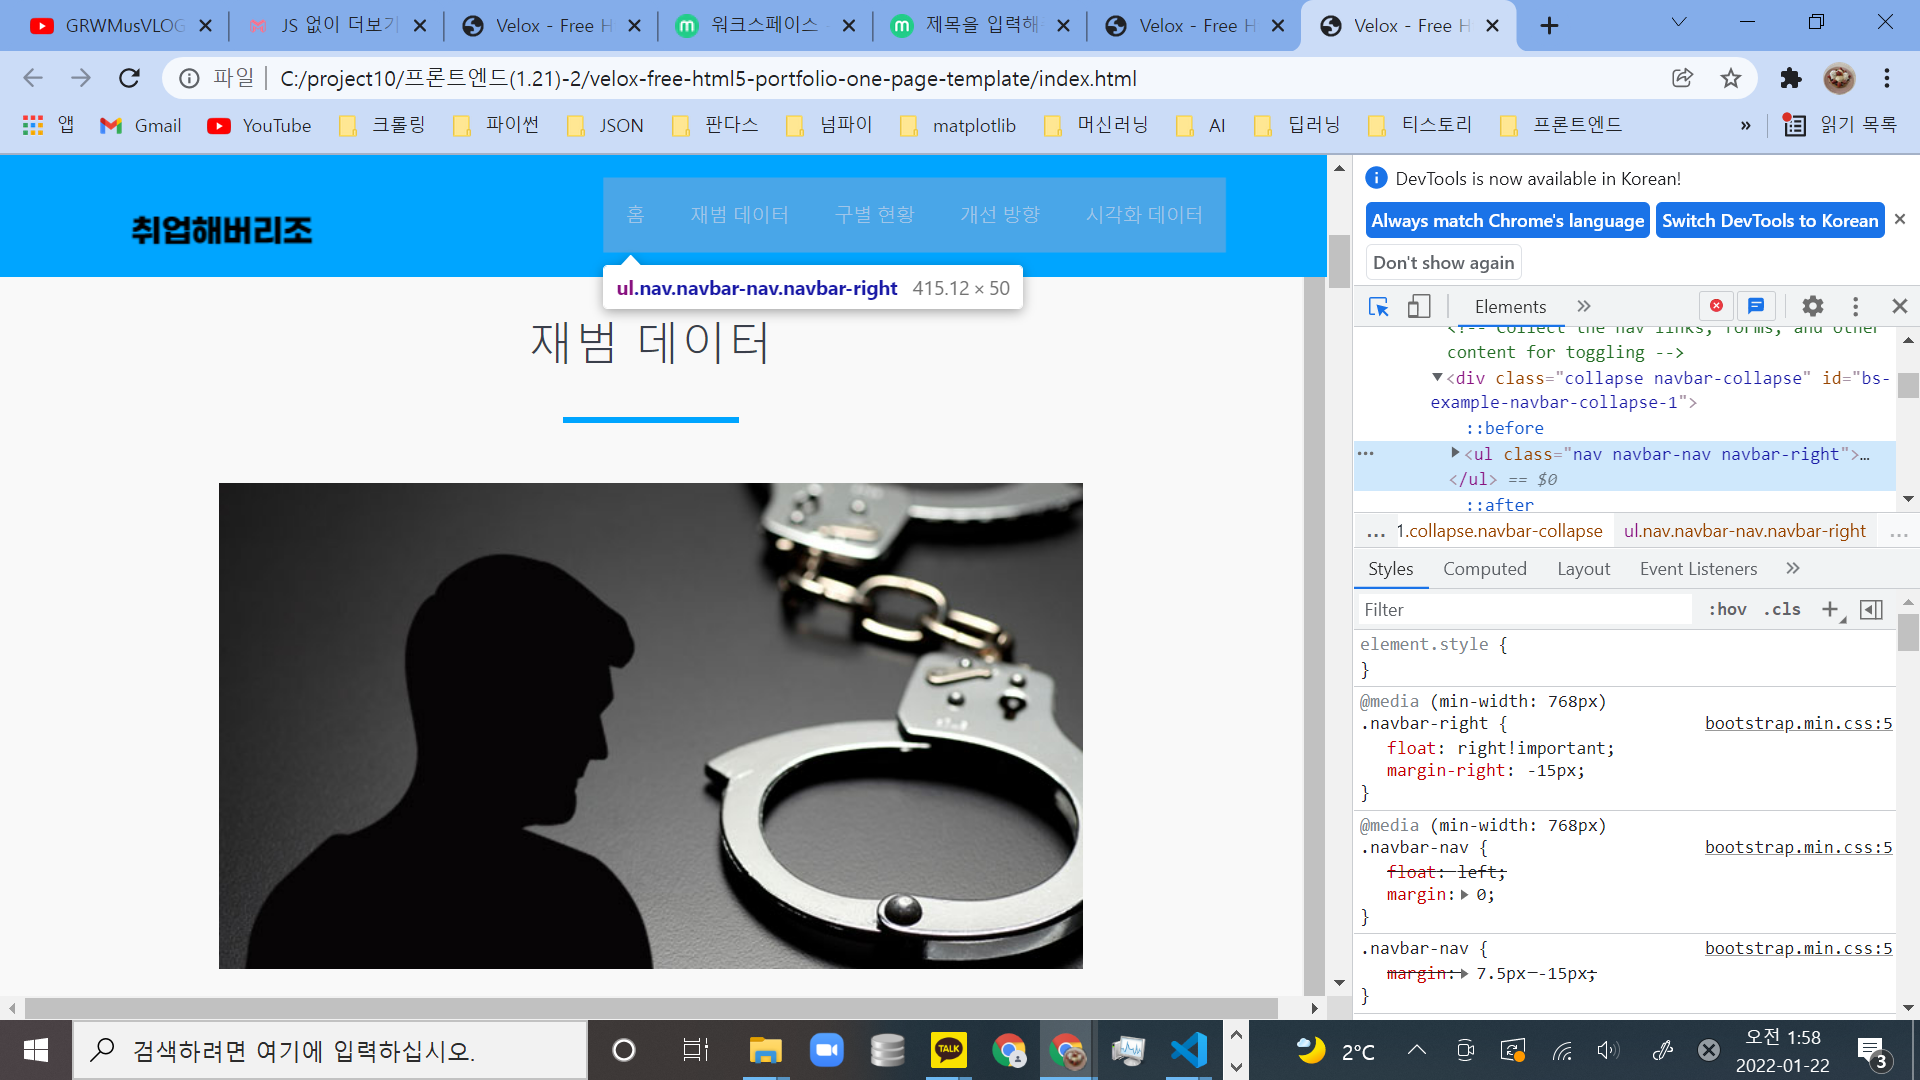 GRWMusVLOG
JS 없이 더보기
Velox - Free H
워크스페이스 -
제목을 입력해
Velox - Free H
Velox - Free H
파일 | C:/project10/프론트엔드(1.21)-2/velox-free-html5-portfolio-one-page-template/index.html
앱 Gmail YouTube 크롤링 파이썬 JSON 판다스 넘파이 matplotlib 머신러닝 AI 딥러닝 티스토리 프론트엔드 » 읽기 목록
취업해버리조
홈 재범 데이터 구별 현황 개선 방향 시각화 데이터
ul.nav.navbar-nav.navbar-right 415.12 × 50
재범 데이터
DevTools is now available in Korean!
Always match Chrome's language Switch DevTools to Korean
Don't show again
Elements »
<!-- Collect the nav links, forms, and other
content for toggling -->
<div class="collapse navbar-collapse" id="bs-
example-navbar-collapse-1">
::before
<ul class="nav navbar-nav navbar-right">…
</ul> == $0
::after
... 1.collapse.navbar-collapse ul.nav.navbar-nav.navbar-right ...
Styles Computed Layout Event Listeners »
Filter :hov .cls +
element.style {
}
@media (min-width: 768px)
.navbar-right { bootstrap.min.css:5
float: right!important;
margin-right: -15px;
}
@media (min-width: 768px)
.navbar-nav { bootstrap.min.css:5
float: left;
margin: 0;
}
.navbar-nav { bootstrap.min.css:5
margin: 7.5px -15px;
}
검색하려면 여기에 입력하십시오.
TALK
2°C
오전 1:58
2022-01-22
3